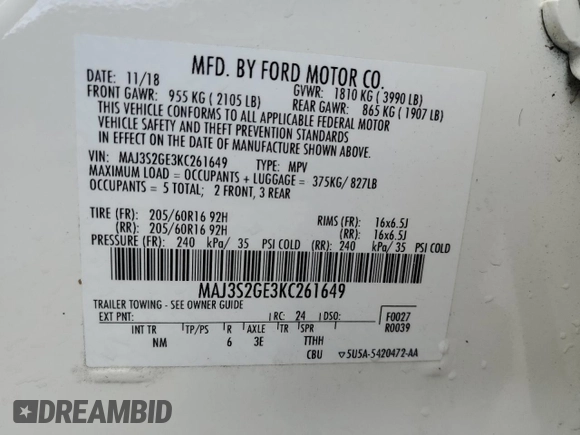 MFD. BY FORD MOTOR CO.
DATE: 11/18
GVWR: 1810 KG ( 3990 LB)
FRONT GAWR: 955 KG ( 2105 LB)
REAR GAWR: 865 KG ( 1907 LB)
THIS VEHICLE CONFORMS TO ALL APPLICABLE FEDERAL MOTOR
VEHICLE SAFETY AND THEFT PREVENTION STANDARDS
IN EFFECT ON THE DATE OF MANUFACTURE SHOWN ABOVE.
VIN: MAJ3S2GE3KC261649 TYPE: MPV
MAXIMUM LOAD = OCCUPANTS + LUGGAGE = 375KG/ 827LB
OCCUPANTS = 5 TOTAL; 2 FRONT, 3 REAR
TIRE (FR): 205/60R16 92H RIMS (FR): 16x6.5J
(RR): 205/60R16 92H (RR): 16x6.5J
PRESSURE (FR): 240 kPa/ 35 PSI COLD (RR): 240 kPa/ 35 PSI COLD
MAJ3S2GE3KC261649
TRAILER TOWING - SEE OWNER GUIDE
EXT PNT: RC: 24 DSO: F0027
R0039
INT TR TP/PS R AXLE TR SPR
NM 6 3E TTHH
CBU ▽5U5A-5420472-AA
DREAMBID